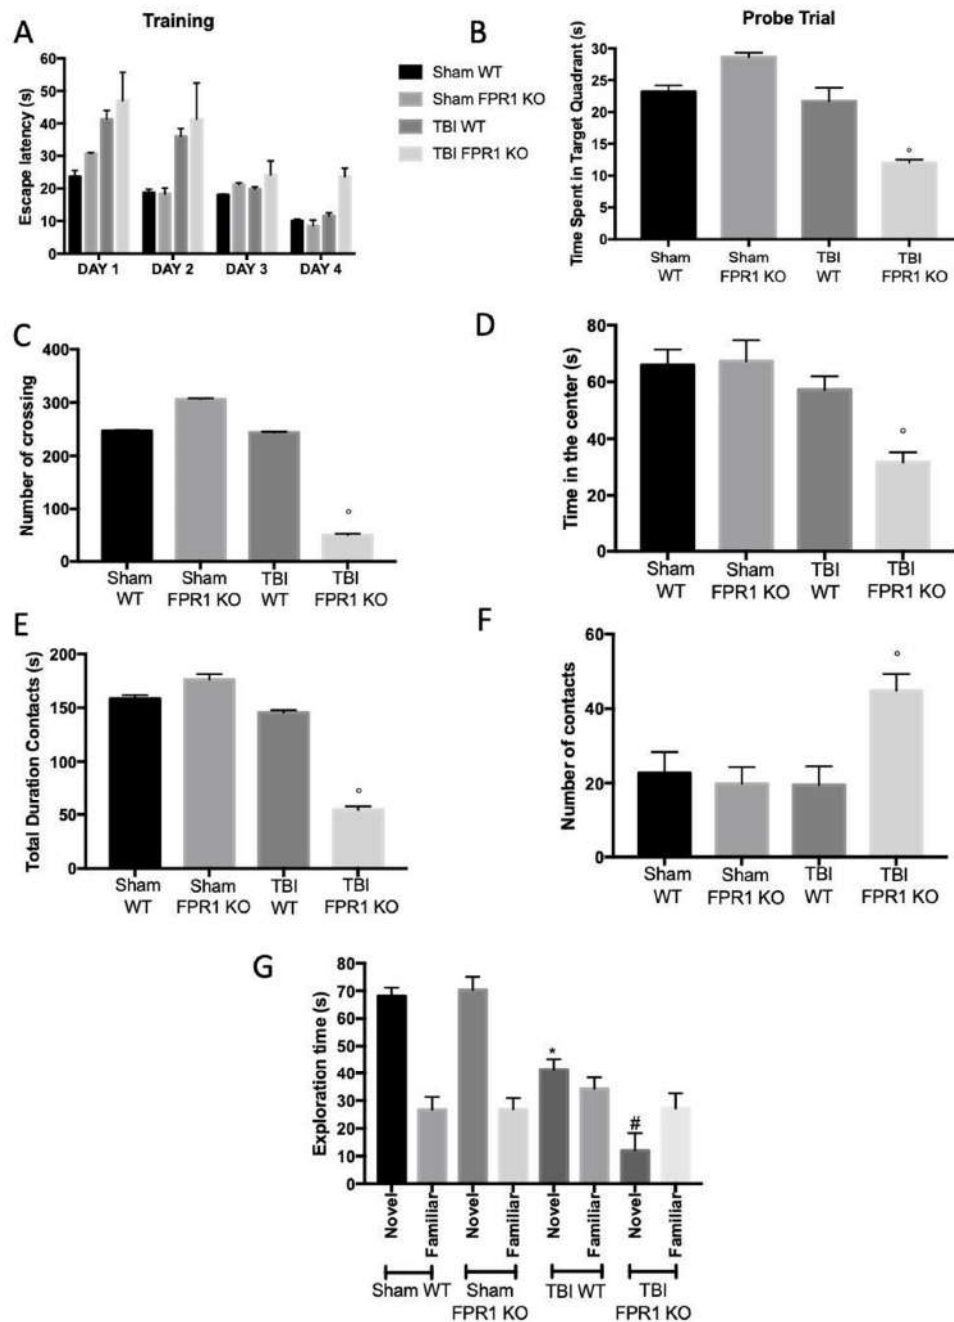 A
Training
Escape latency (s)
60
50
40
30
20
10
0
DAY 1 DAY 2 DAY 3 DAY 4
Sham WT
Sham FPR1 KO
TBI WT
TBI FPR1 KO
B
Probe Trial
Time Spent in Target Quadrant (s)
30
25
20
15
10
5
0
Sham Sham TBI TBI
WT FPR1 KO WT FPR1 KO
C
Number of crossing
400
300
200
100
0
Sham Sham TBI TBI
WT FPR1 KO WT FPR1 KO
D
Time in the center (s)
80
60
40
20
0
Sham Sham TBI TBI
WT FPR1 KO WT FPR1 KO
E
Total Duration Contacts (s)
200
150
100
50
0
Sham Sham TBI TBI
WT FPR1 KO WT FPR1 KO
F
Number of contacts
60
40
20
0
Sham Sham TBI TBI
WT FPR1 KO WT FPR1 KO
G
Exploration time (s)
80
70
60
50
40
30
20
10
0
*
#
Novel Familiar Novel Familiar Novel Familiar Novel Familiar
Sham WT Sham TBI WT TBI
FPR1 KO FPR1 KO